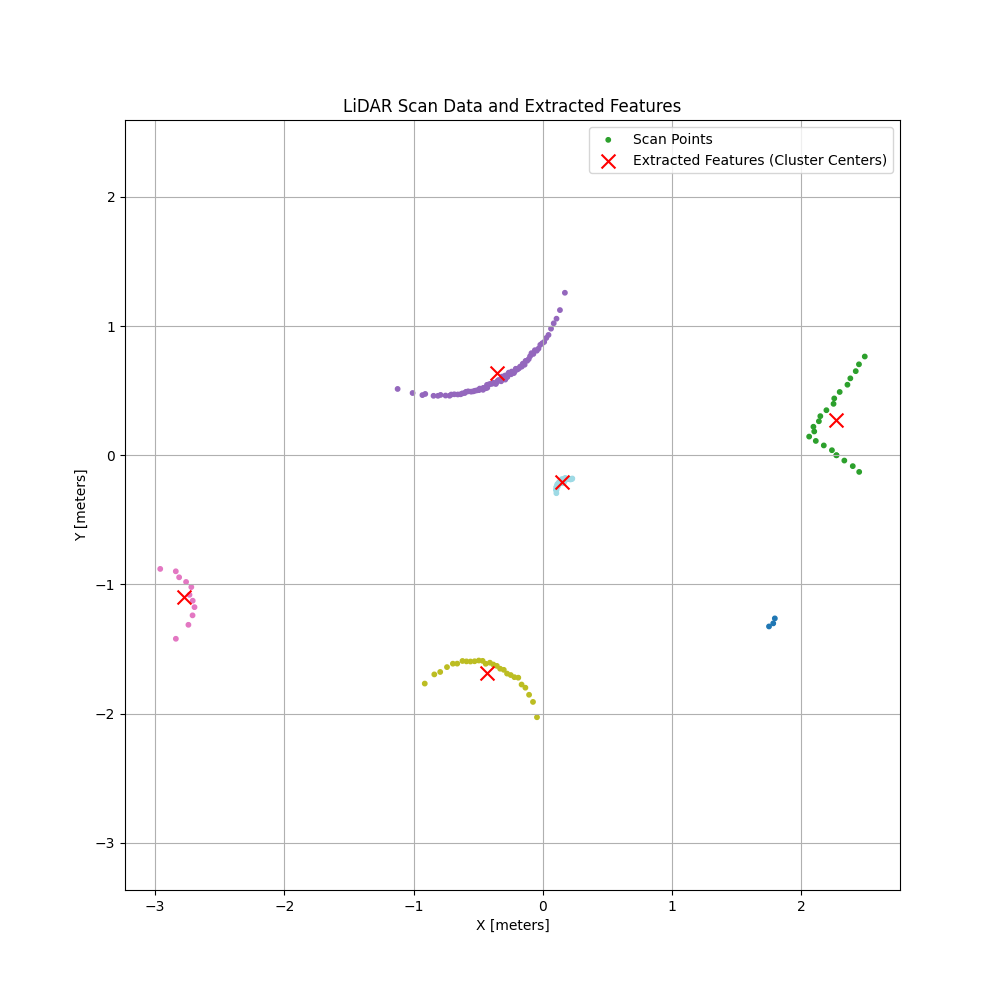 LiDAR Scan Data and Extracted Features
Scan Points
Extracted Features (Cluster Centers)
2
1
0
−1
−2
−3
Y [meters]
−3 −2 −1 0 1 2
X [meters]